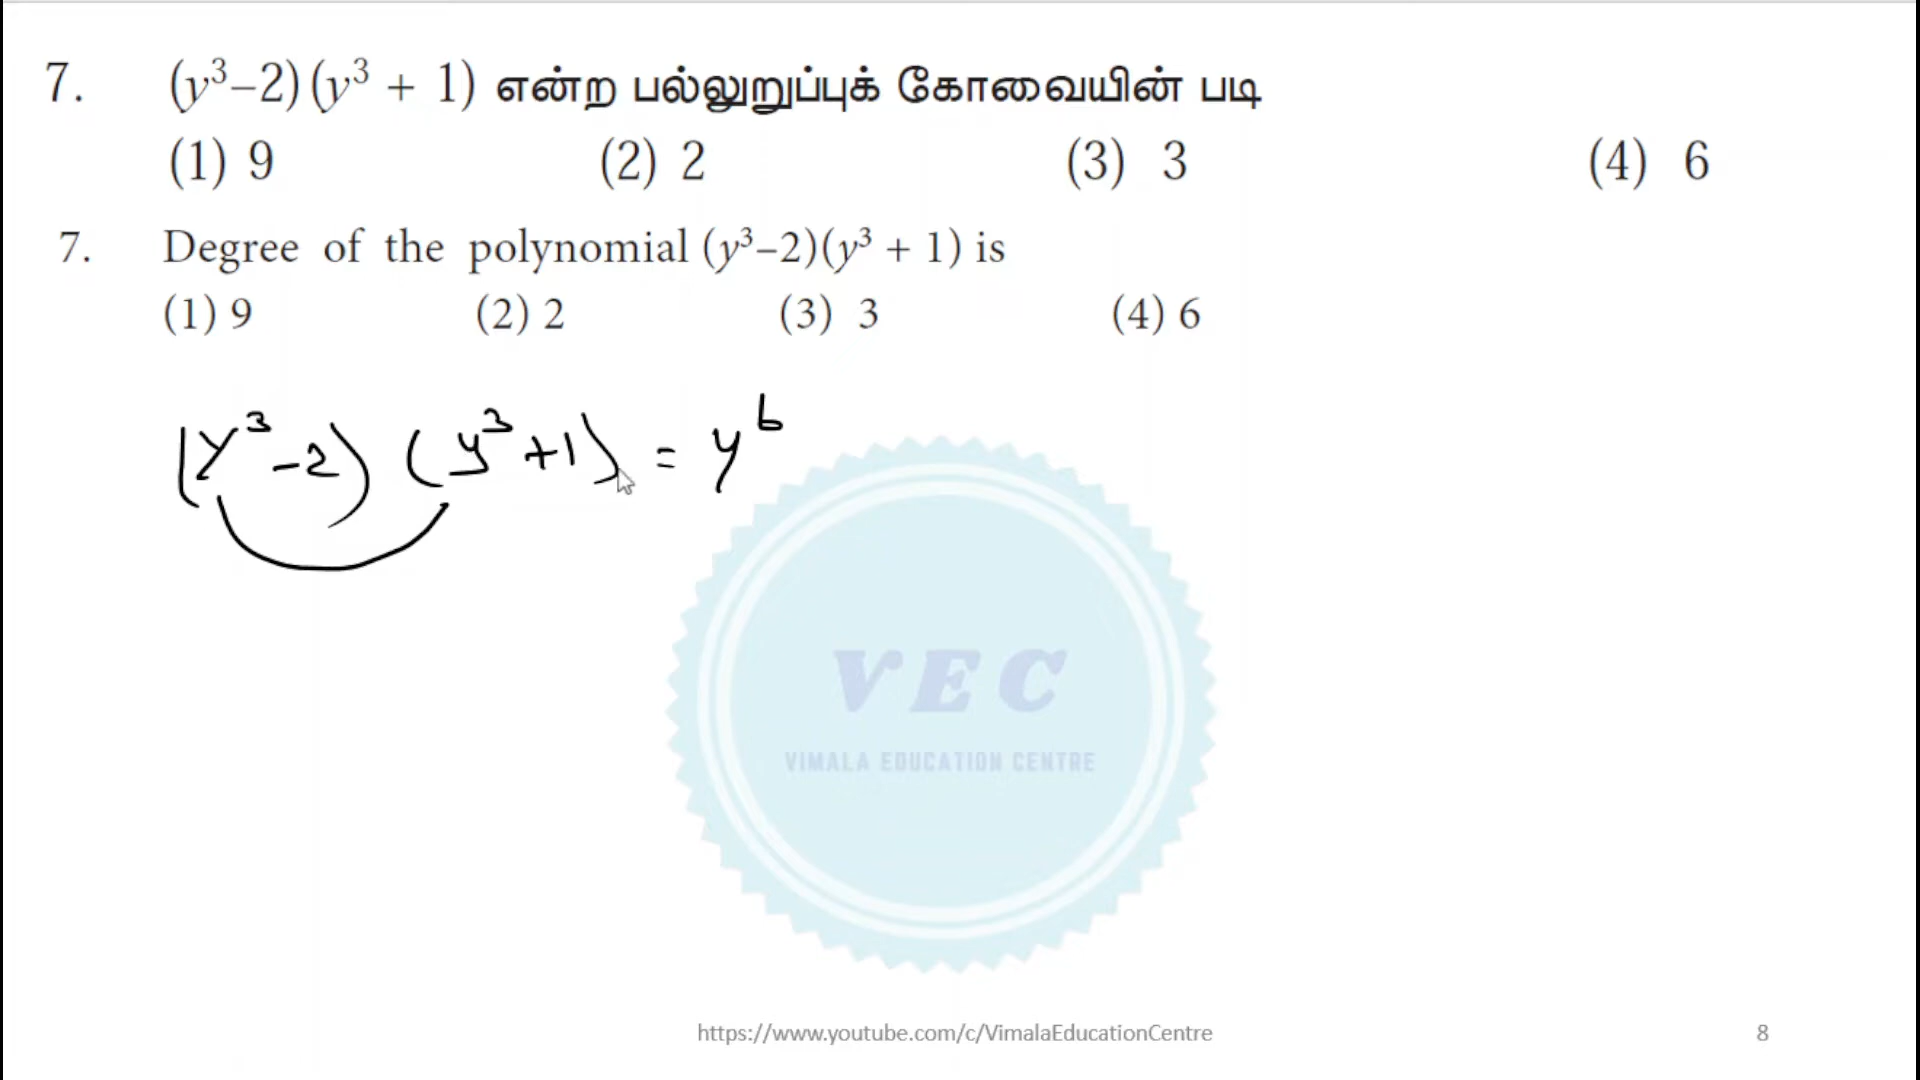 7. (y³–2)(y³ + 1) என்ற பல்லுறுப்புக் கோவையின் படி
(1) 9 (2) 2 (3) 3 (4) 6
7. Degree of the polynomial (y³–2)(y³ + 1) is
(1) 9 (2) 2 (3) 3 (4) 6
(y³-2) (y³+1) = y⁶
VEC
VIMALA EDUCATION CENTRE
https://www.youtube.com/c/VimalaEducationCentre 8